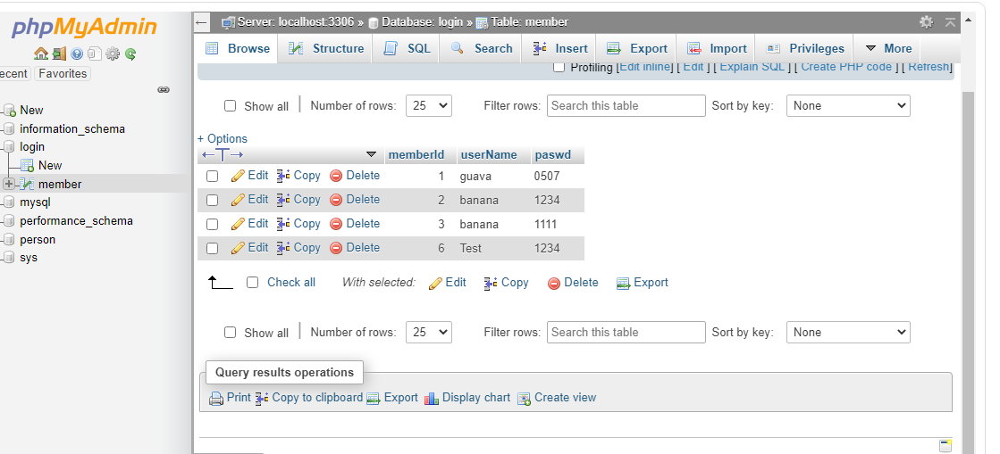 phpMyAdmin
ecent Favorites
New
information_schema
login
New
member
mysql
performance_schema
person
sys
Server: localhost:3306 » Database: login » Table: member
Browse Structure SQL Search Insert Export Import Privileges More
Profiling [Edit inline] [ Edit ] [ Explain SQL ] [ Create PHP code ] [ Refresh]
Show all | Number of rows: 25 Filter rows: Search this table Sort by key: None
+ Options
←T→ memberId userName paswd
Edit Copy Delete 1 guava 0507
Edit Copy Delete 2 banana 1234
Edit Copy Delete 3 banana 1111
Edit Copy Delete 6 Test 1234
Check all With selected: Edit Copy Delete Export
Show all | Number of rows: 25 Filter rows: Search this table Sort by key: None
Query results operations
Print Copy to clipboard Export Display chart Create view